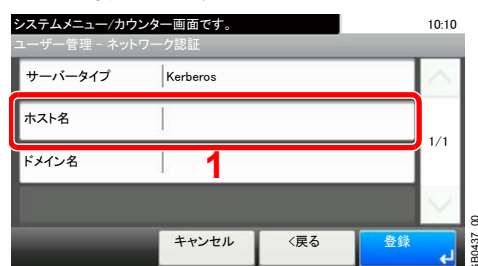 システムメニュー/カウンター画面です。 10:10
ユーザー管理 - ネットワーク認証
サーバータイプ Kerberos
ホスト名
1/1
ドメイン名 1
キャンセル <戻る 登録
GB0437_00